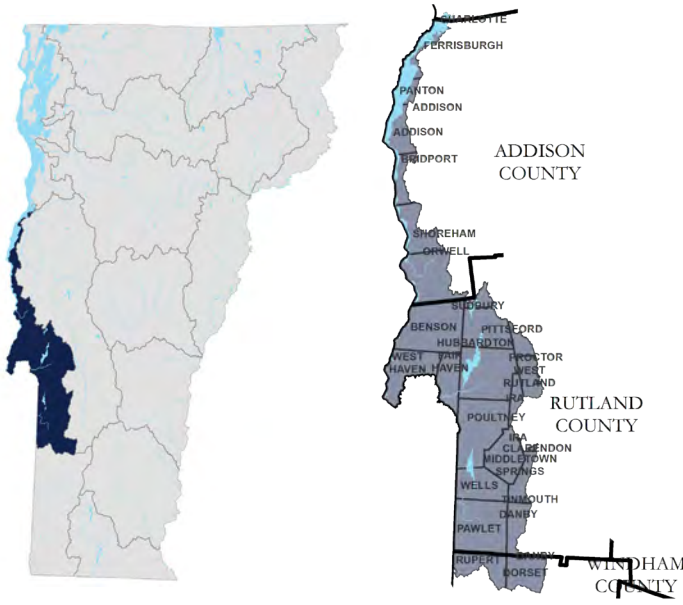 CHARLOTTE
FERRISBURGH
PANTON
ADDISON
ADDISON
BRIDPORT
ADDISON
COUNTY
SHOREHAM
ORWELL
SUDBURY
BENSON
PITTSFORD
HUBBARDTON
WEST
HAVEN
FAIR
HAVEN
PROCTOR
WEST
RUTLAND
IRA
RUTLAND
COUNTY
POULTNEY
IRA
CLARENDON
MIDDLETOWN
SPRINGS
WELLS
TINMOUTH
DANBY
PAWLET
DANBY
RUPERT
DORSET
WINDHAM
COUNTY